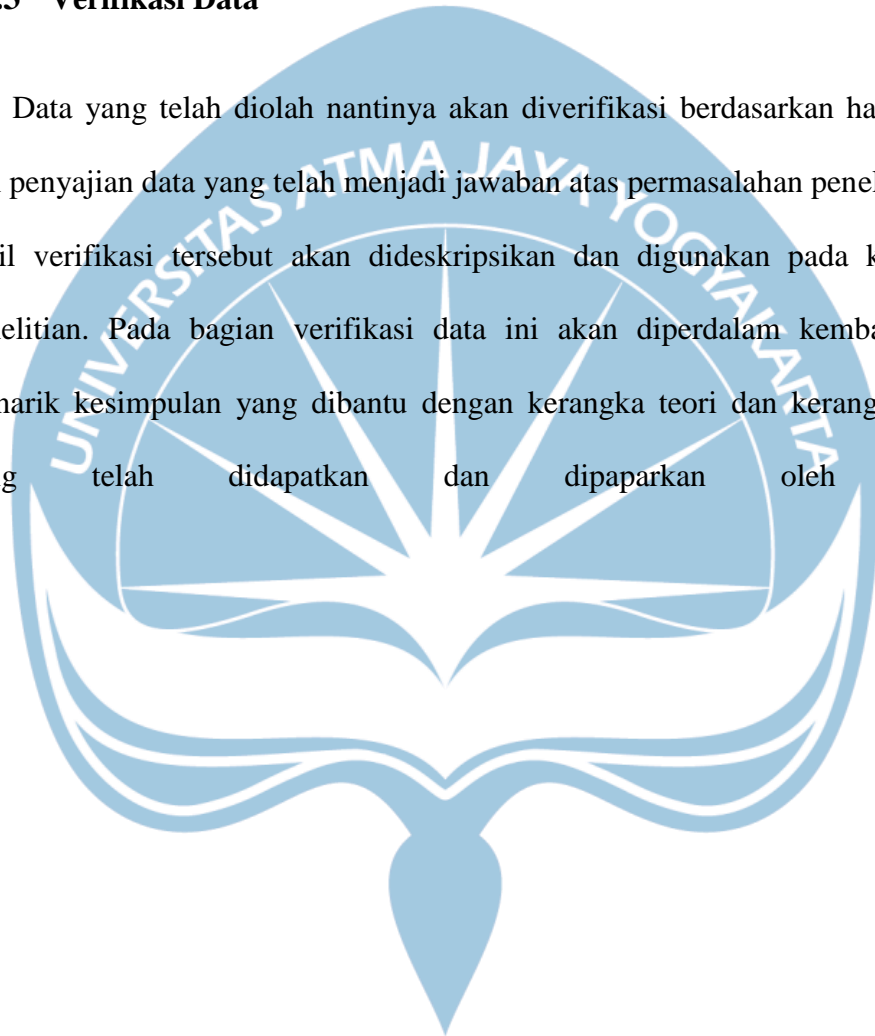 .3 Verifikasi Data
Data yang telah diolah nantinya akan diverifikasi berdasarkan ha
penyajian data yang telah menjadi jawaban atas permasalahan penel
il verifikasi tersebut akan dideskripsikan dan digunakan pada k
elitian. Pada bagian verifikasi data ini akan diperdalam kemba
narik kesimpulan yang dibantu dengan kerangka teori dan kerang
g telah didapatkan dan dipaparkan oleh
UNIVERSITAS ATMA JAYA YOGYAKARTA